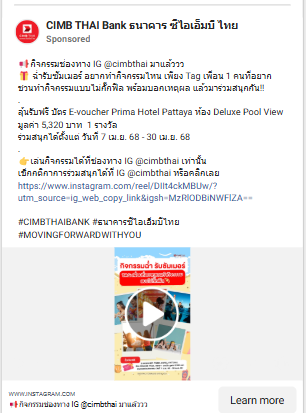 CIMB THAI Bank ธนาคาร ซีไอเอ็มบี ไทย
Sponsored
📢 กิจกรรมช่องทาง IG @cimbthai มาแล้ววว
🎁 ฉ่ำรับซัมเมอร์ อยากทำกิจกรรมไหน เพียง Tag เพื่อน 1 คนที่อยาก
ชวนทำกิจกรรมแบบไม่กั๊กฟีล พร้อมบอกเหตุผล แล้วมาร่วมสนุกกัน!!
.
ลุ้นรับฟรี บัตร E-voucher Prima Hotel Pattaya ห้อง Deluxe Pool View
มูลค่า 5,320 บาท 1 รางวัล
ร่วมสนุกได้ตั้งแต่ วันที่ 7 เม.ย. 68 - 30 เม.ย. 68
.
👉เล่นกิจกรรมได้ที่ช่องทาง IG @cimbthai เท่านั้น
เช็กกติกาการร่วมสนุกได้ที่ IG @cimbthai หรือคลิกเลย
https://www.instagram.com/reel/DIIt4ckMBUw/?
utm_source=ig_web_copy_link&igsh=MzRlODBiNWFlZA==
#CIMBTHAIBANK #ธนาคารซีไอเอ็มบีไทย
#MOVINGFORWARDWITHYOU
กิจกรรมฉ่ำ รับซัมเมอร์
WWW.INSTAGRAM.COM
📢 กิจกรรมช่องทาง IG @cimbthai มาแล้ววว
Learn more